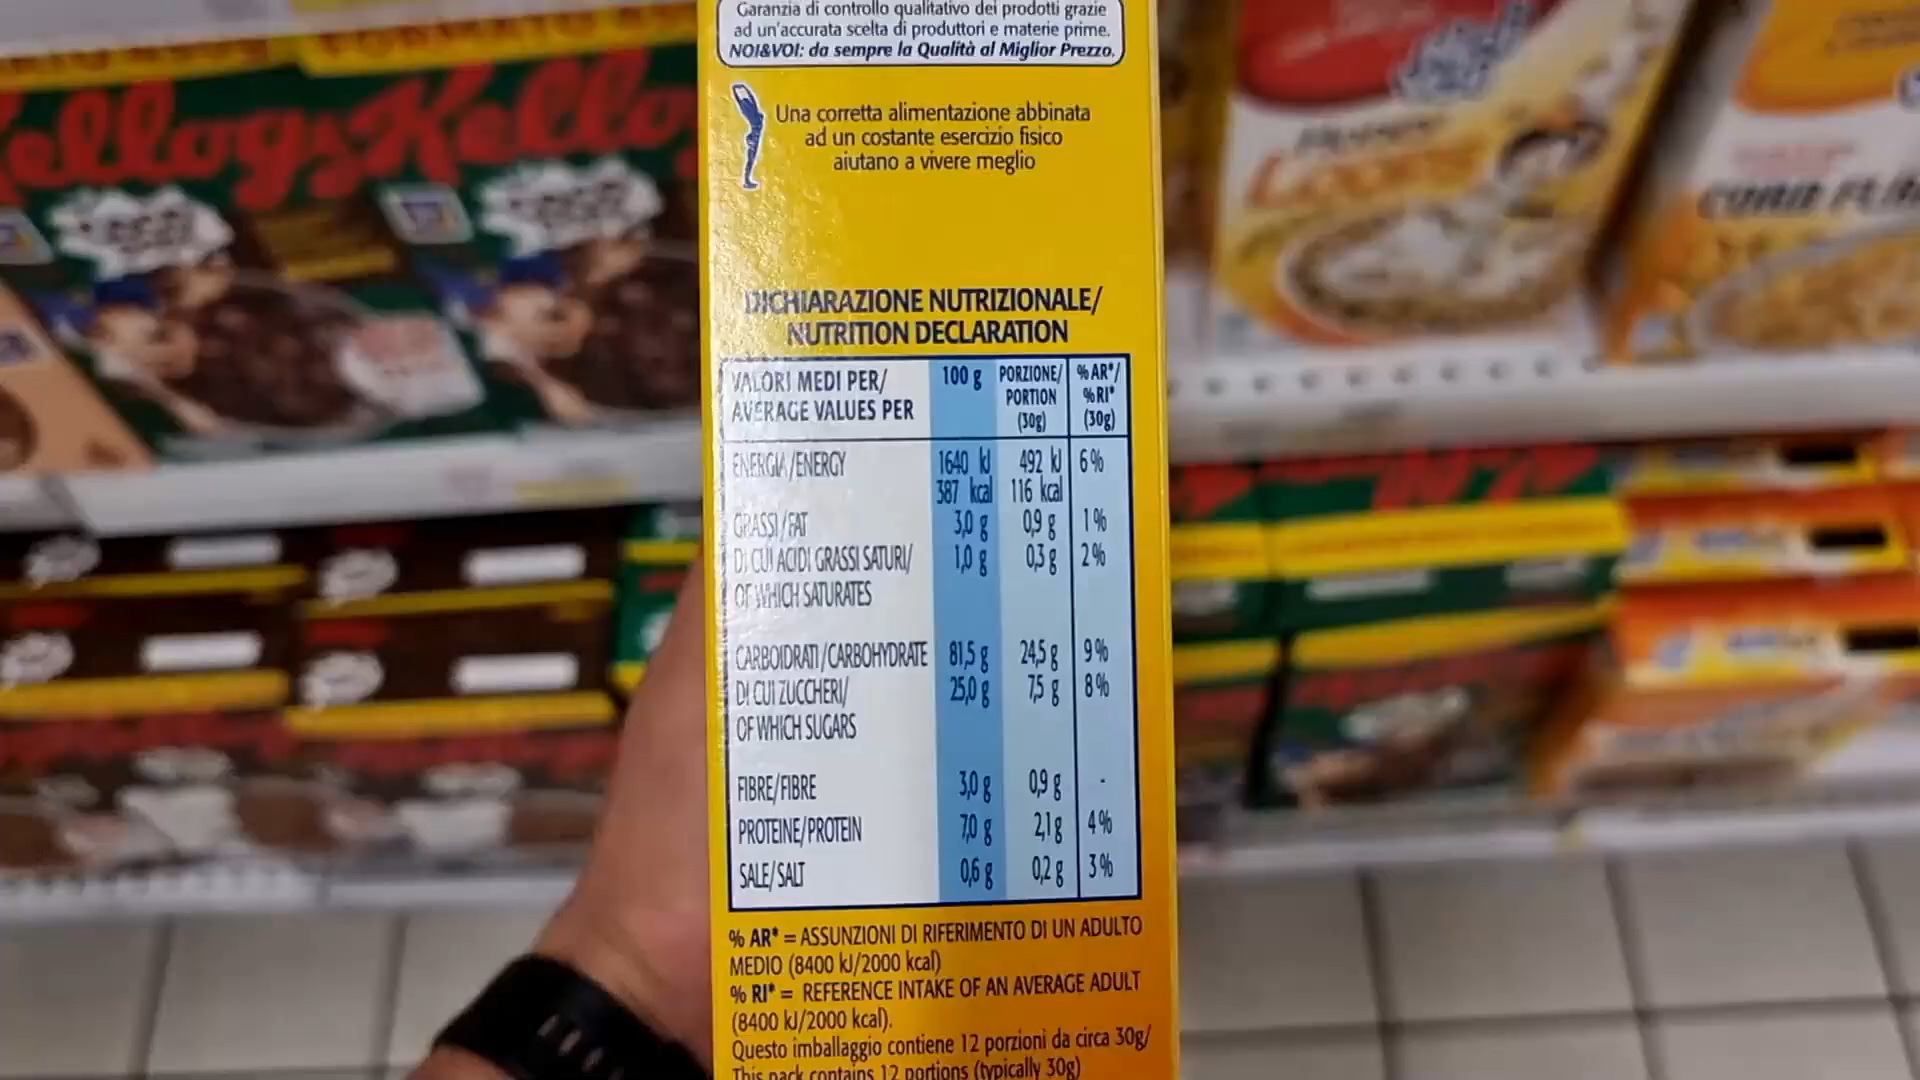 Garanzia di controllo qualitativo dei prodotti grazie
ad un'accurata scelta di produttori e materie prime.
NOI&VOI: da sempre la Qualità al Miglior Prezzo.
Una corretta alimentazione abbinata
ad un costante esercizio fisico
aiutano a vivere meglio
DICHIARAZIONE NUTRIZIONALE/
NUTRITION DECLARATION
VALORI MEDI PER/ 100 g PORZIONE/ % AR*/
AVERAGE VALUES PER PORTION %RI*
(30g) (30g)
ENERGIA/ENERGY 1640 kJ 492 kJ 6%
387 kcal 116 kcal
GRASSI/FAT 3,0 g 0,9 g 1%
DI CUI ACIDI GRASSI SATURI/ 1,0 g 0,3 g 2%
OF WHICH SATURATES
CARBOIDRATI/CARBOHYDRATE 81,5 g 24,5 g 9%
DI CUI ZUCCHERI/ 25,0 g 7,5 g 8%
OF WHICH SUGARS
FIBRE/FIBRE 3,0 g 0,9 g -
PROTEINE/PROTEIN 7,0 g 2,1 g 4%
SALE/SALT 0,6 g 0,2 g 3%
% AR* = ASSUNZIONI DI RIFERIMENTO DI UN ADULTO
MEDIO (8400 kJ/2000 kcal)
% RI* = REFERENCE INTAKE OF AN AVERAGE ADULT
(8400 kJ/2000 kcal).
Questo imballaggio contiene 12 porzioni da circa 30g/
This pack contains 12 portions (typically 30g)